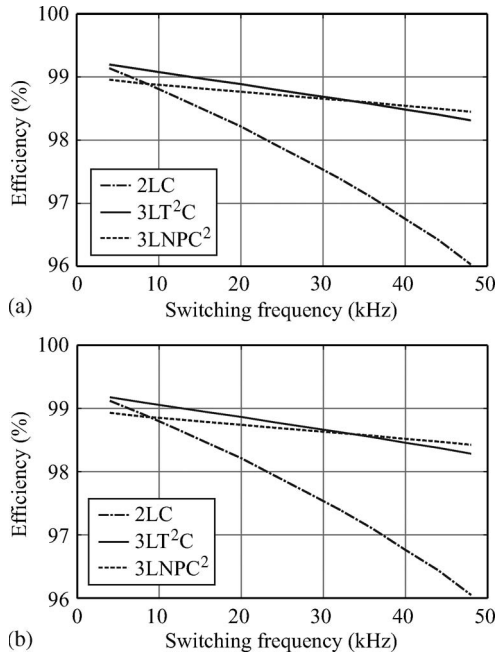 100
99
98
97
96
Efficiency (%)
2LC
3LT²C
3LNPC²
0 10 20 30 40 50
Switching frequency (kHz)
(a)
100
99
98
97
96
Efficiency (%)
2LC
3LT²C
3LNPC²
0 10 20 30 40 50
Switching frequency (kHz)
(b)